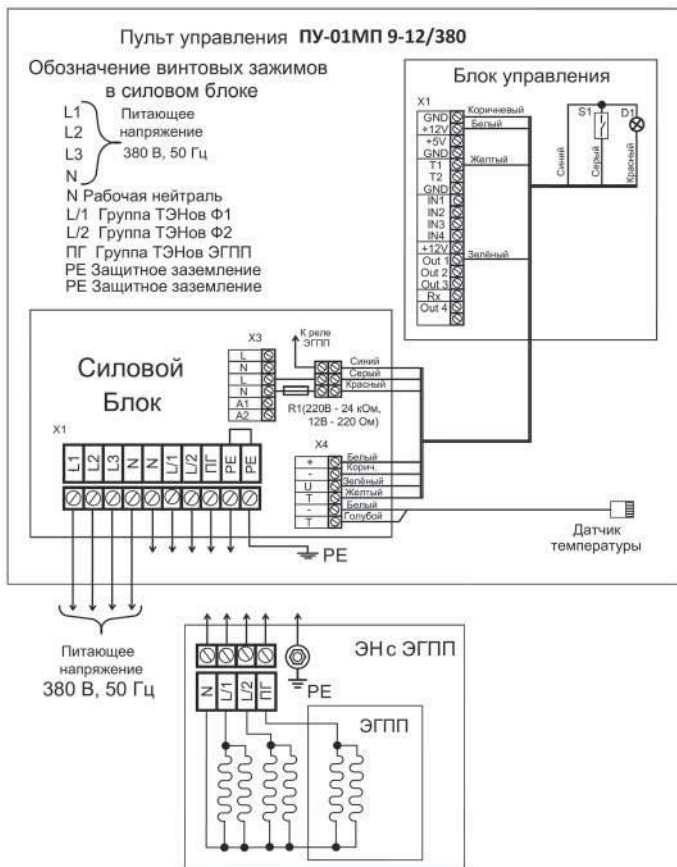 Пульт управления ПУ-01МП 9-12/380
Обозначение винтовых зажимов
в силовом блоке
L1
L2
L3
N
Питающее
напряжение
380 В, 50 Гц
N Рабочая нейтраль
L/1 Группа ТЭНов Ф1
L/2 Группа ТЭНов Ф2
ПГ Группа ТЭНов ЭГПП
PE Защитное заземление
PE Защитное заземление
Блок управления
X1
GND
+12V
+5V
GND
T1
T2
GND
IN1
IN2
IN3
IN4
+12V
Out 1
Out 2
Out 3
Rx
Out 4
Коричневый
Белый
Желтый
Зелёный
S1
D1
Синий
Серый
Красный
Силовой
Блок
X3
L
N
L
N
A1
A2
К реле
ЭГПП
Синий
Серый
Красный
R1(220В - 24 кОм,
12В - 220 Ом)
X4
+
-
U
T
-
T
Белый
Корич.
Зелёный
Желтый
Белый
Голубой
Датчик
температуры
X1
L1
L2
L3
N
N
L/1
L/2
ПГ
PE
PE
PE
Питающее
напряжение
380 В, 50 Гц
ЭН с ЭГПП
PE
N
L/1
L/2
ПГ
ЭГПП